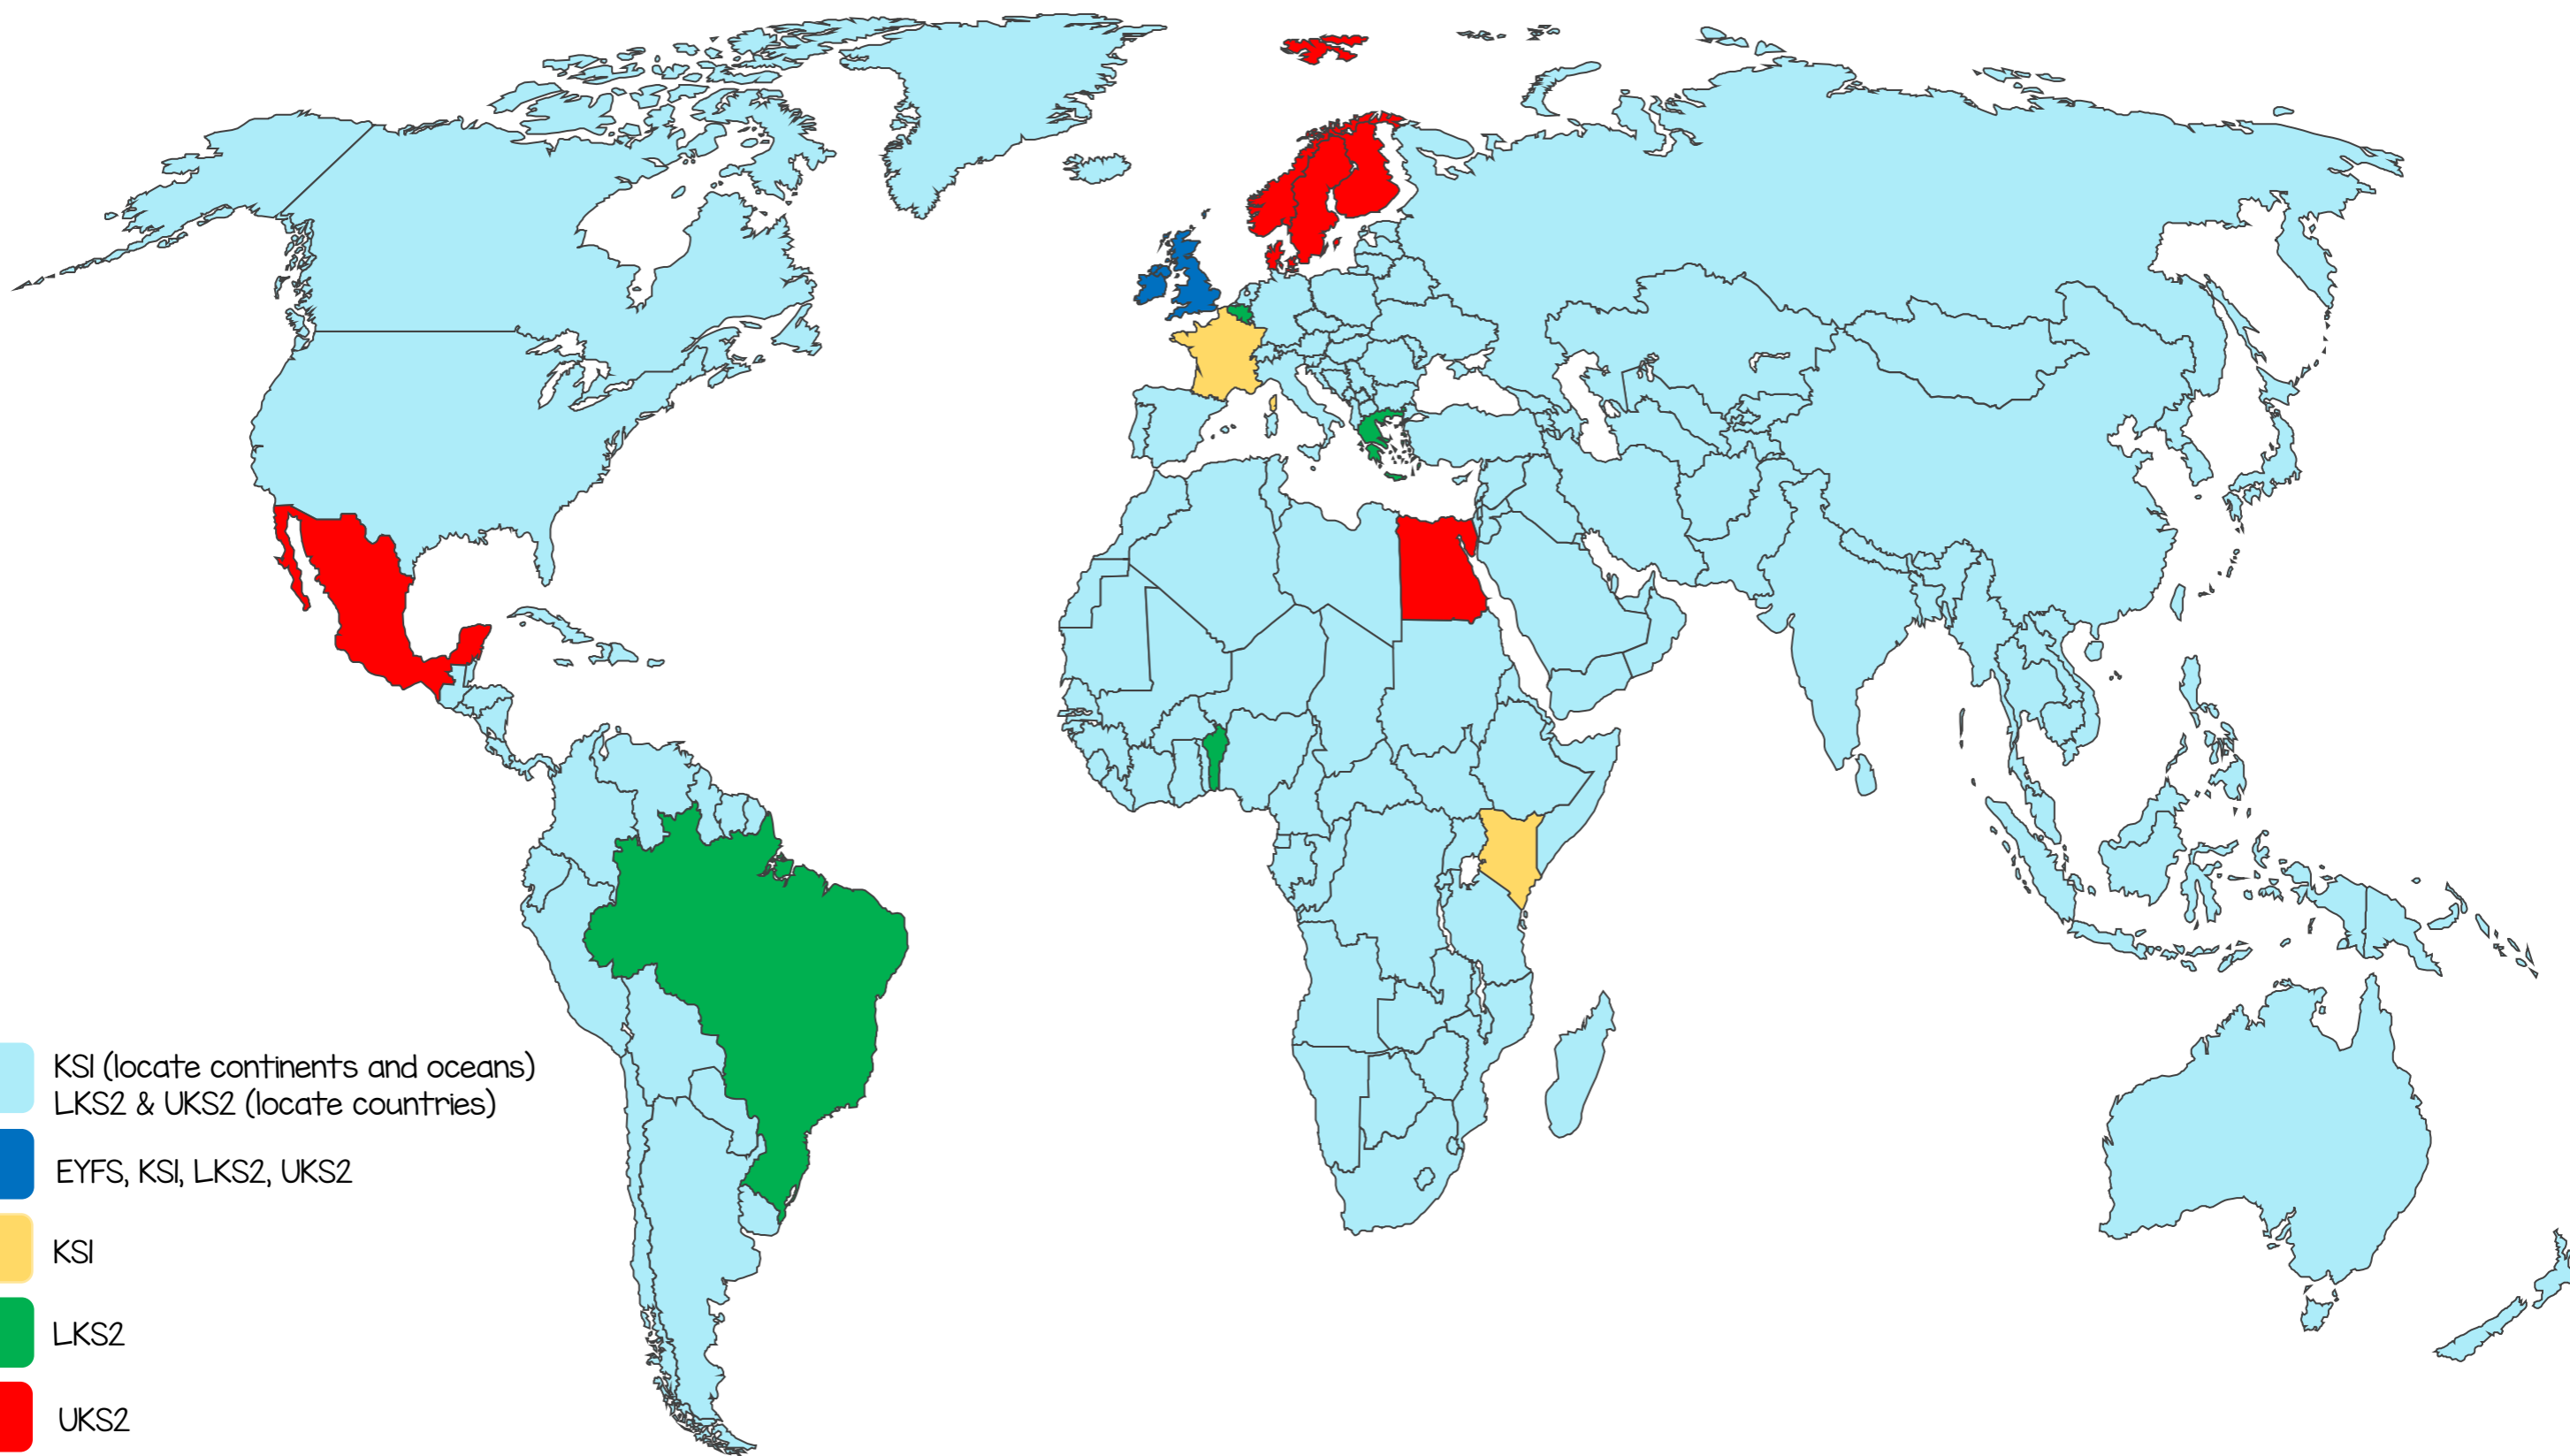 KS1 (locate continents and oceans)
LKS2 & UKS2 (locate countries)
EYFS, KS1, LKS2, UKS2
KS1
LKS2
UKS2